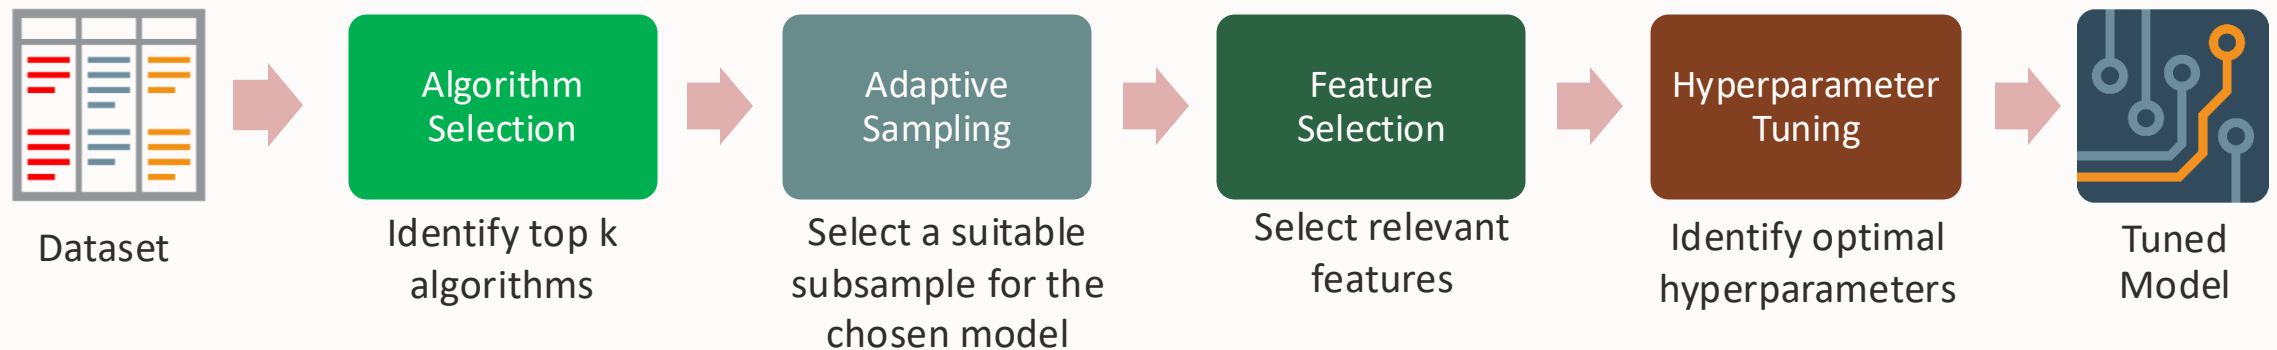 Dataset
Algorithm
Selection
Identify top k
algorithms
Adaptive
Sampling
Select a suitable
subsample for the
chosen model
Feature
Selection
Select relevant
features
Hyperparameter
Tuning
Identify optimal
hyperparameters
Tuned
Model